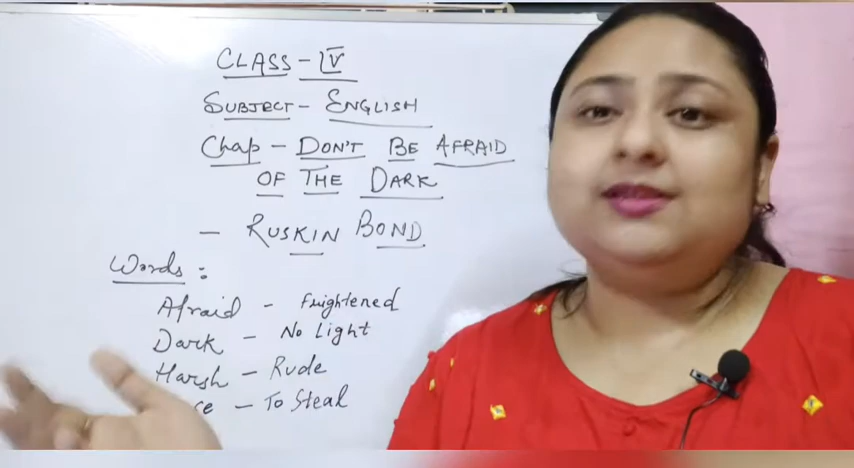 CLASS - IV
SUBJECT - ENGLISH
Chap - DON'T BE AFRAID
OF THE DARK
- RUSKIN BOND
Words :
Afraid - Frightened
Dark - No Light
Harsh - Rude
- To Steal